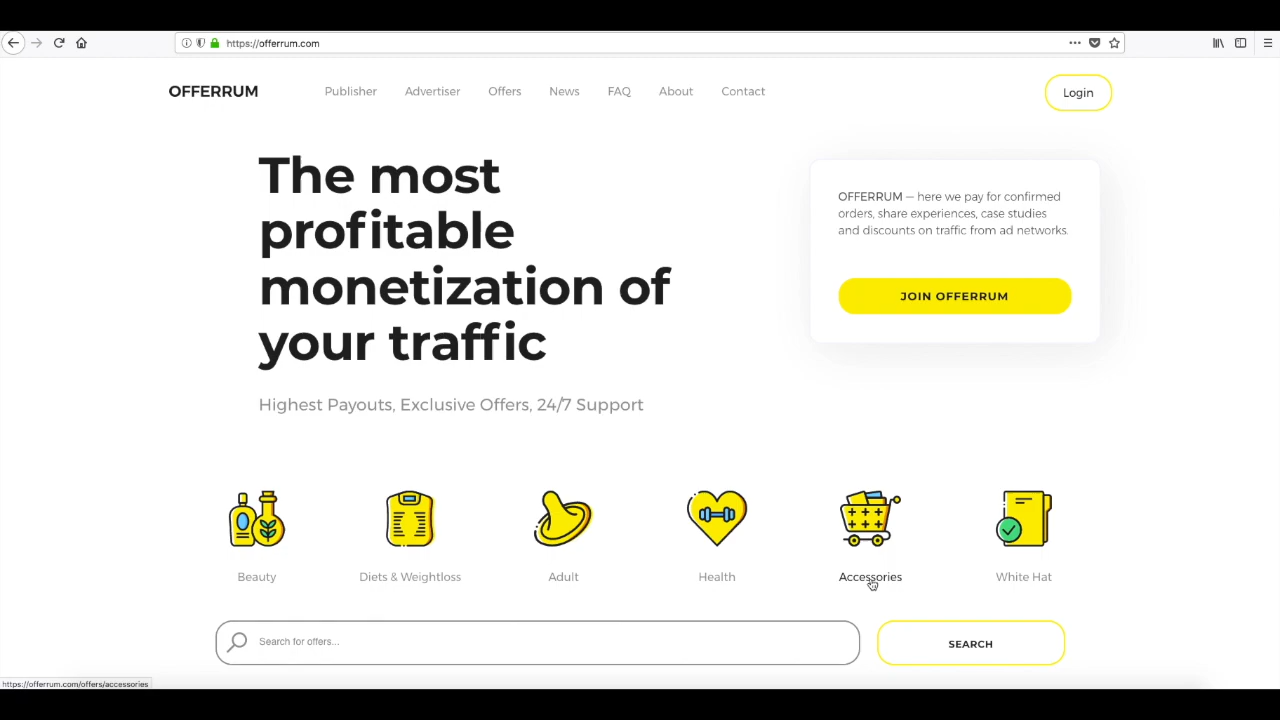 https://offerrum.com
OFFERRUM
Publisher
Advertiser
Offers
News
FAQ
About
Contact
Login
The most
profitable
monetization of
your traffic
OFFERRUM — here we pay for confirmed
orders, share experiences, case studies
and discounts on traffic from ad networks.
JOIN OFFERRUM
Highest Payouts, Exclusive Offers, 24/7 Support
Beauty
Diets & Weightloss
Adult
Health
Accessories
White Hat
Search for offers...
SEARCH
https://offerrum.com/offers/accessories